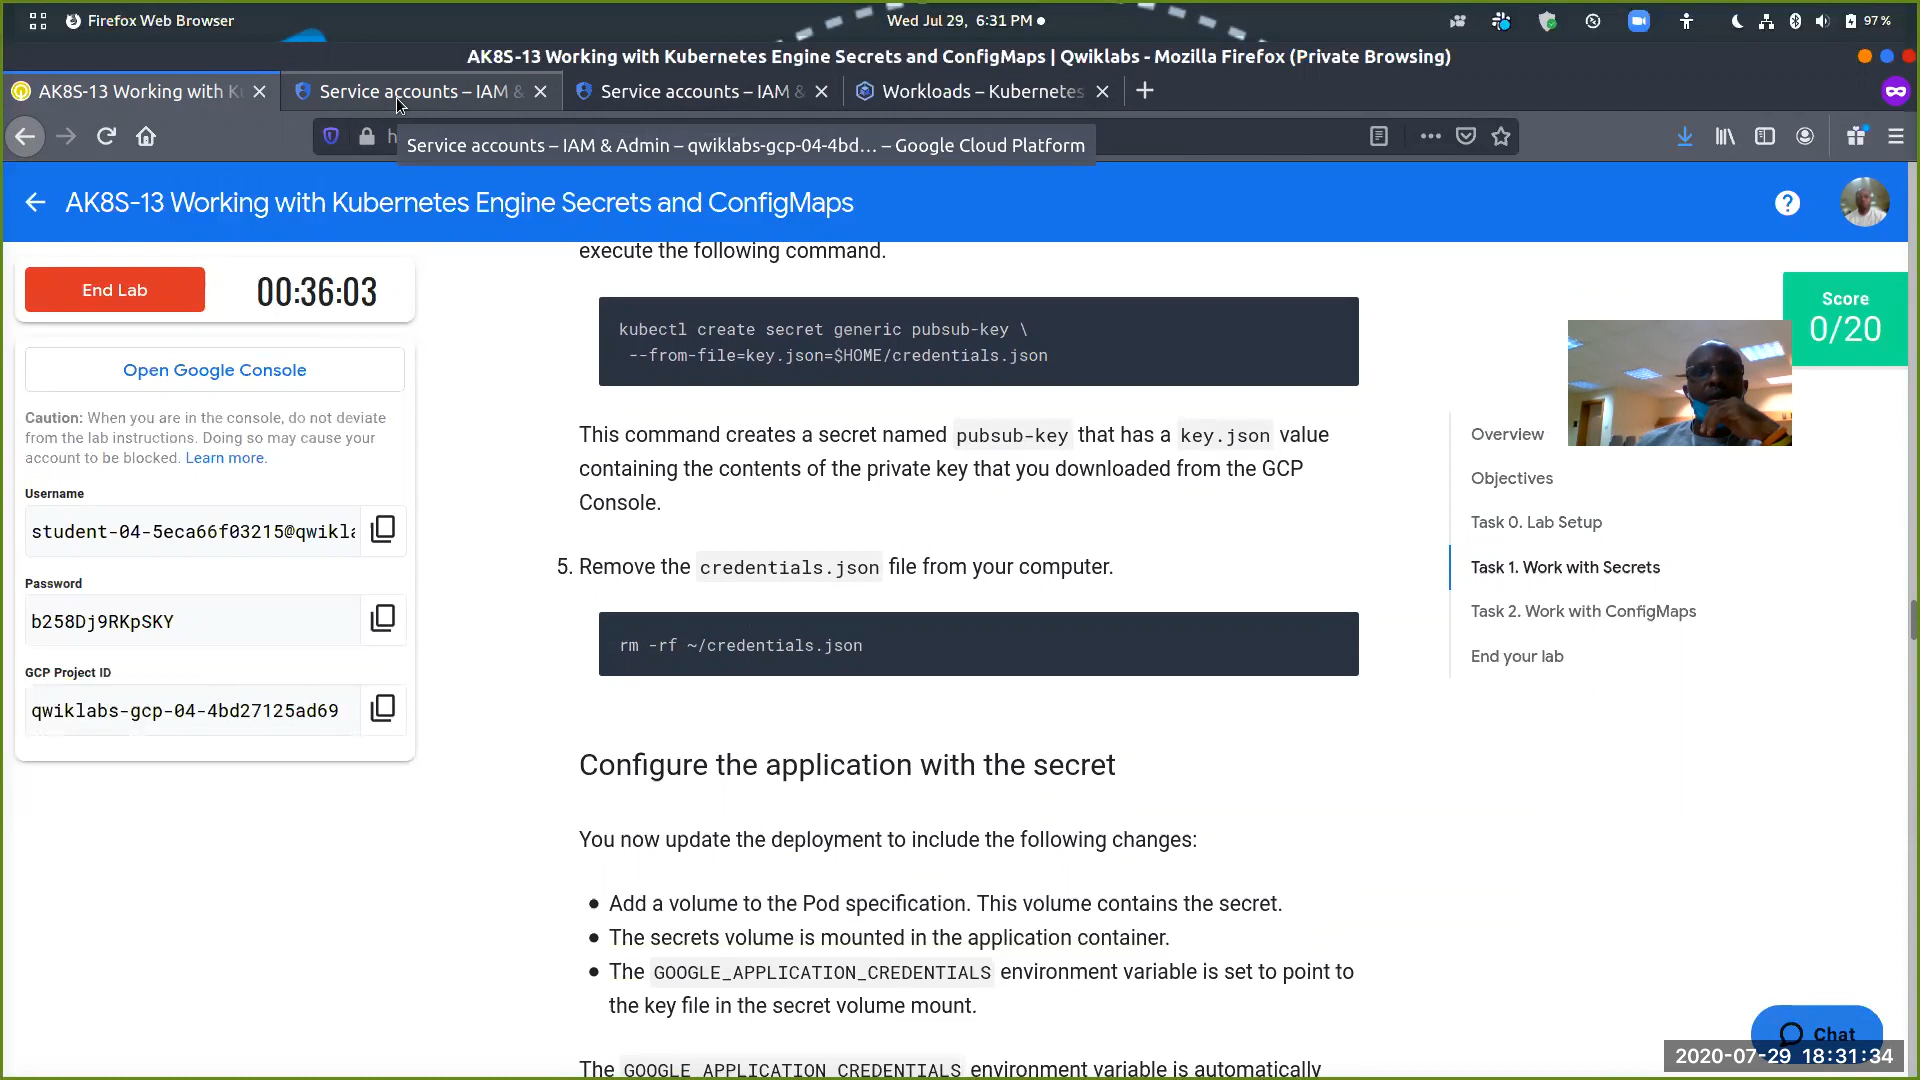 Firefox Web Browser
Wed Jul 29, 6:31 PM
97 %
AK8S-13 Working with Kubernetes Engine Secrets and ConfigMaps | Qwiklabs - Mozilla Firefox (Private Browsing)
AK8S-13 Working with Ku
Service accounts – IAM &
Service accounts – IAM &
Workloads – Kubernetes
Service accounts – IAM & Admin – qwiklabs-gcp-04-4bd... – Google Cloud Platform
AK8S-13 Working with Kubernetes Engine Secrets and ConfigMaps
End Lab
00:36:03
Open Google Console
Caution: When you are in the console, do not deviate
from the lab instructions. Doing so may cause your
account to be blocked. Learn more.
Username
student-04-5eca66f03215@qwikla
Password
b258Dj9RKpSKY
GCP Project ID
qwiklabs-gcp-04-4bd27125ad69
execute the following command.
kubectl create secret generic pubsub-key \
--from-file=key.json=$HOME/credentials.json
This command creates a secret named pubsub-key that has a key.json value
containing the contents of the private key that you downloaded from the GCP
Console.
5. Remove the credentials.json file from your computer.
rm -rf ~/credentials.json
Configure the application with the secret
You now update the deployment to include the following changes:
• Add a volume to the Pod specification. This volume contains the secret.
• The secrets volume is mounted in the application container.
• The GOOGLE_APPLICATION_CREDENTIALS environment variable is set to point to
the key file in the secret volume mount.
The GOOGLE_APPLICATION_CREDENTIALS environment variable is automatically
Score
0/20
Overview
Objectives
Task 0. Lab Setup
Task 1. Work with Secrets
Task 2. Work with ConfigMaps
End your lab
Chat
2020-07-29 18:31:34